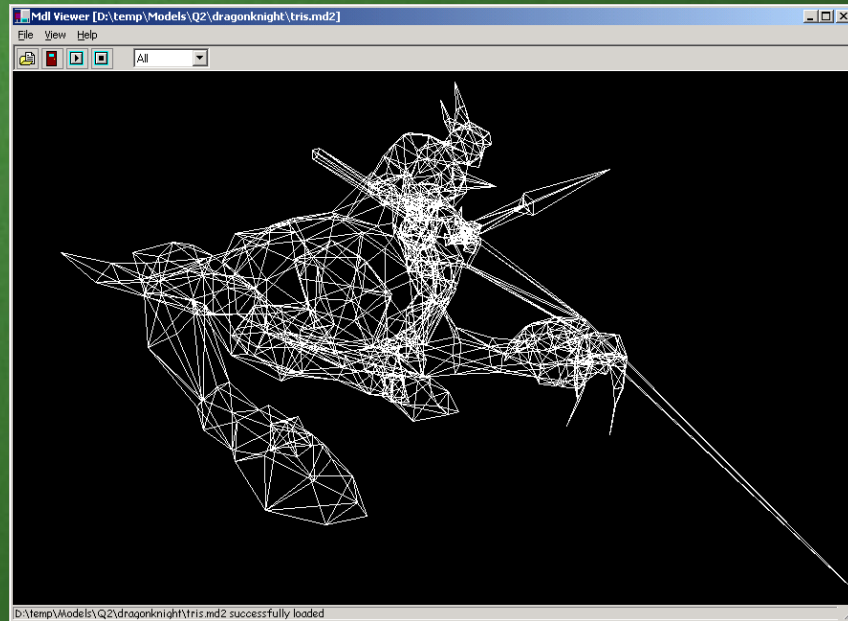 Mdl Viewer [D:\temp\Models\Q2\dragonknight\tris.md2]
File View Help
All
D:\temp\Models\Q2\dragonknight\tris.md2 successfully loaded